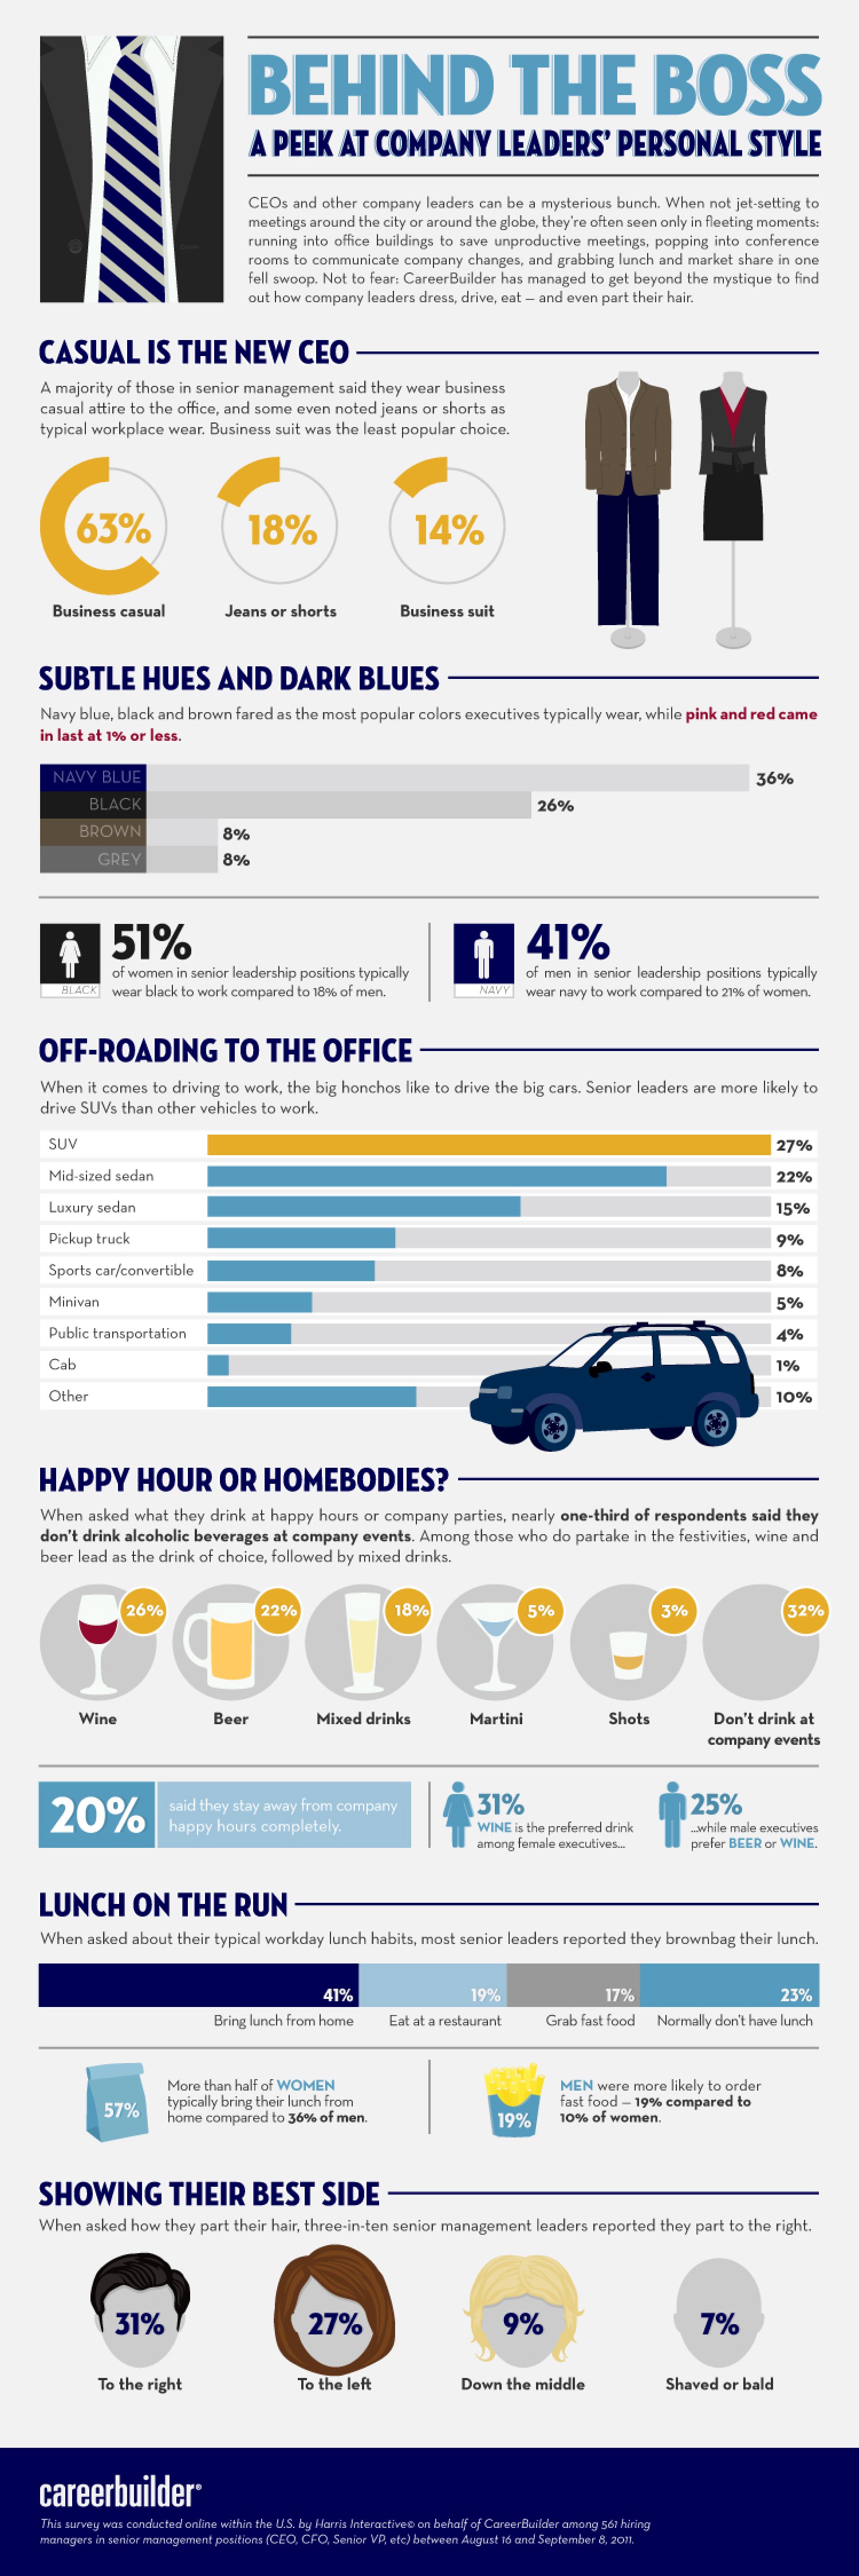 BEHIND THE BOSS
A PEEK AT COMPANY LEADERS' PERSONAL STYLE
CEOs and other company leaders can be a mysterious bunch. When not jet-setting to
meetings around the city or around the globe, they're often seen only in fleeting moments:
running into office buildings to save unproductive meetings, popping into conference
rooms to communicate company changes, and grabbing lunch and market share in one
fell swoop. Not to fear: CareerBuilder has managed to get beyond the mystique to find
out how company leaders dress, drive, eat — and even part their hair.
CASUAL IS THE NEW CEO
A majority of those in senior management said they wear business
casual attire to the office, and some even noted jeans or shorts as
typical workplace wear. Business suit was the least popular choice.
63%
18%
14%
Business casual
Jeans or shorts
Business suit
SUBTLE HUES AND DARK BLUES
Navy blue, black and brown fared as the most popular colors executives typically wear, while pink and red came
in last at 1% or less.
NAVY BLUE 36%
BLACK 26%
BROWN 8%
GREY 8%
51%
of women in senior leadership positions typically
wear black to work compared to 18% of men.
BLACK
41%
of men in senior leadership positions typically
wear navy to work compared to 21% of women.
NAVY
OFF-ROADING TO THE OFFICE
When it comes to driving to work, the big honchos like to drive the big cars. Senior leaders are more likely to
drive SUVs than other vehicles to work.
SUV 27%
Mid-sized sedan 22%
Luxury sedan 15%
Pickup truck 9%
Sports car/convertible 8%
Minivan 5%
Public transportation 4%
Cab 1%
Other 10%
HAPPY HOUR OR HOMEBODIES?
When asked what they drink at happy hours or company parties, nearly one-third of respondents said they
don't drink alcoholic beverages at company events. Among those who do partake in the festivities, wine and
beer lead as the drink of choice, followed by mixed drinks.
26%
22%
18%
5%
3%
32%
Wine
Beer
Mixed drinks
Martini
Shots
Don't drink at
company events
20%
said they stay away from company
happy hours completely.
31%
WINE is the preferred drink
among female executives...
25%
...while male executives
prefer BEER or WINE.
LUNCH ON THE RUN
When asked about their typical workday lunch habits, most senior leaders reported they brownbag their lunch.
41%
19%
17%
23%
Bring lunch from home
Eat at a restaurant
Grab fast food
Normally don't have lunch
57%
More than half of WOMEN
typically bring their lunch from
home compared to 36% of men.
19%
MEN were more likely to order
fast food — 19% compared to
10% of women.
SHOWING THEIR BEST SIDE
When asked how they part their hair, three-in-ten senior management leaders reported they part to the right.
31%
27%
9%
7%
To the right
To the left
Down the middle
Shaved or bald
careerbuilder®
This survey was conducted online within the U.S. by Harris Interactive© on behalf of CareerBuilder among 561 hiring
managers in senior management positions (CEO, CFO, Senior VP, etc) between August 16 and September 8, 2011.